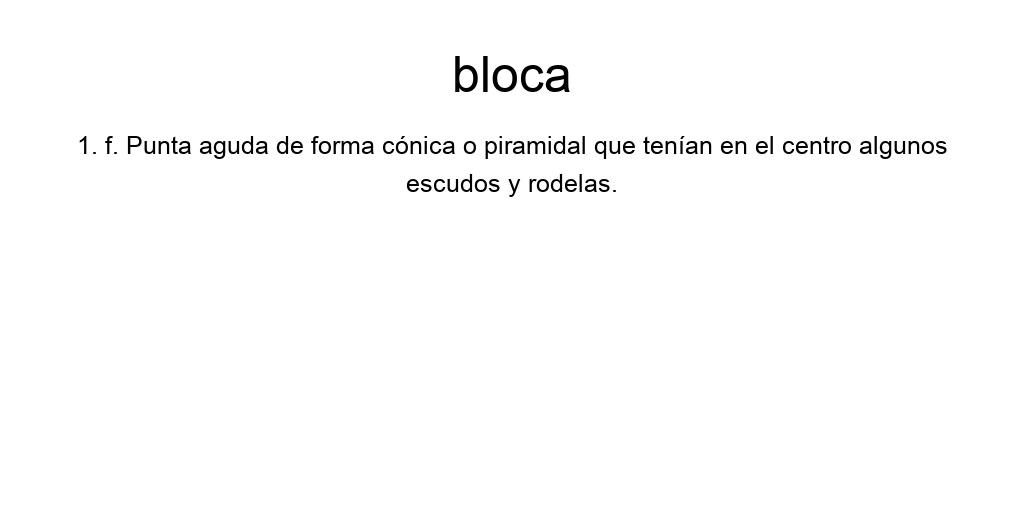 bloca
1. f. Punta aguda de forma cónica o piramidal que tenían en el centro algunos
escudos y rodelas.